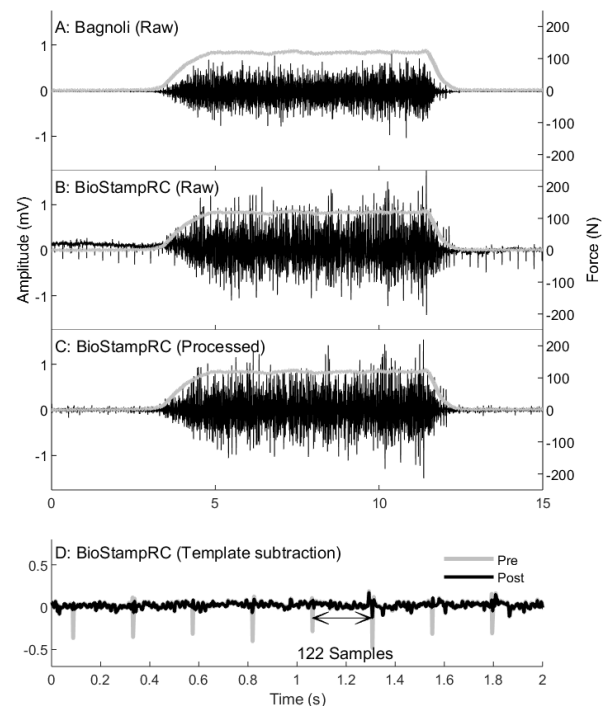 A: Bagnoli (Raw)
1
0
-1
200
100
0
-100
-200
B: BioStampRC (Raw)
1
0
-1
200
100
0
-100
-200
Amplitude (mV)
Force (N)
C: BioStampRC (Processed)
1
0
-1
200
100
0
-100
-200
0 5 10 15
D: BioStampRC (Template subtraction)
Pre
Post
0.5
0
-0.5
122 Samples
0 0.2 0.4 0.6 0.8 1 1.2 1.4 1.6 1.8 2
Time (s)